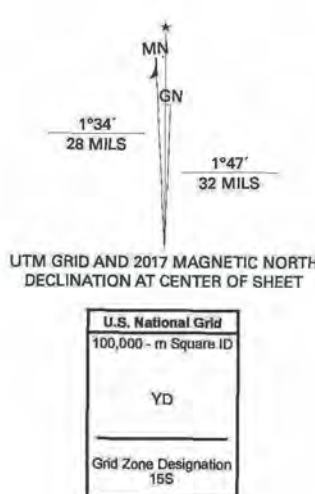 MN
GN
1°34´
28 MILS
1°47´
32 MILS
UTM GRID AND 2017 MAGNETIC NORTH
DECLINATION AT CENTER OF SHEET
U.S. National Grid
100,000 - m Square ID
YD
Grid Zone Designation
15S